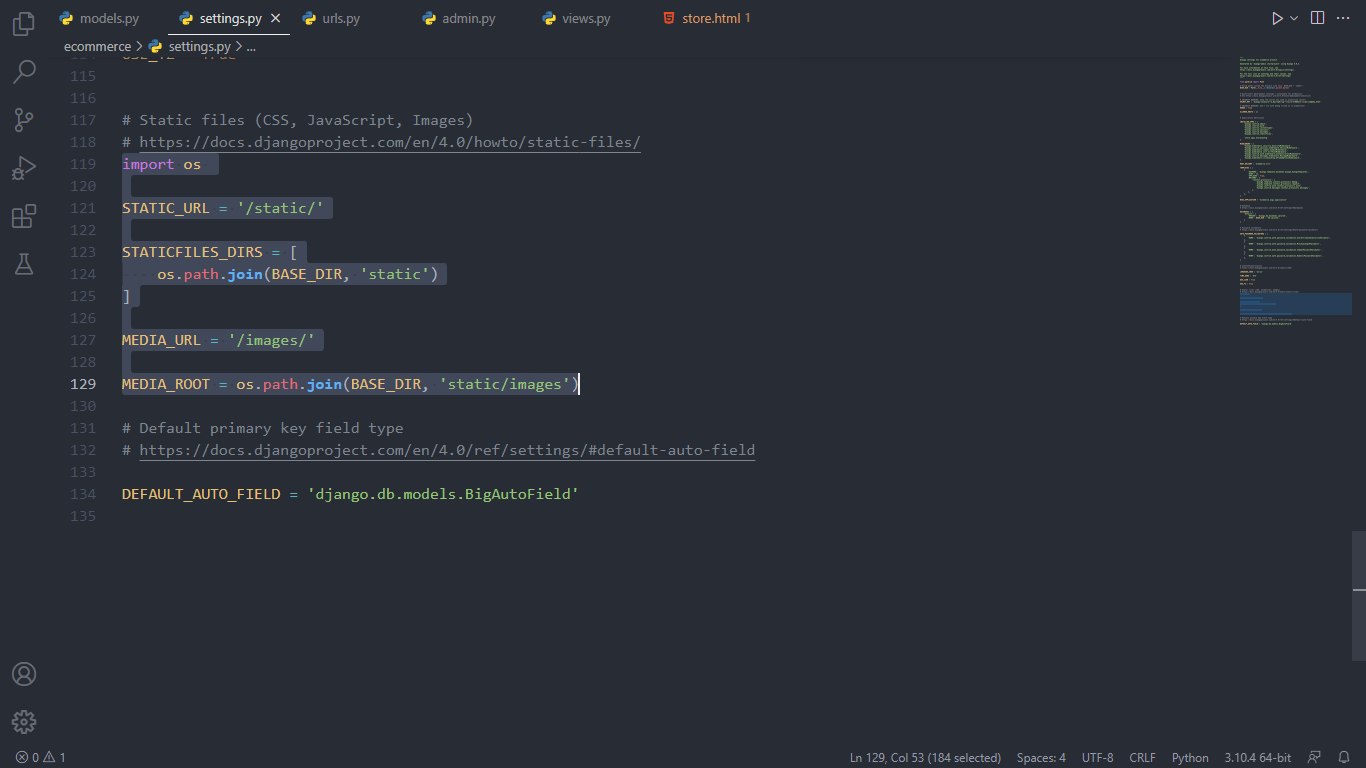 models.py settings.py urls.py admin.py views.py store.html 1
ecommerce settings.py ...
115
116
117 # Static files (CSS, JavaScript, Images)
118 # https://docs.djangoproject.com/en/4.0/howto/static-files/
119 import os
120
121 STATIC_URL = '/static/'
122
123 STATICFILES_DIRS = [
124 os.path.join(BASE_DIR, 'static')
125 ]
126
127 MEDIA_URL = '/images/'
128
129 MEDIA_ROOT = os.path.join(BASE_DIR, 'static/images')
130
131 # Default primary key field type
132 # https://docs.djangoproject.com/en/4.0/ref/settings/#default-auto-field
133
134 DEFAULT_AUTO_FIELD = 'django.db.models.BigAutoField'
135
0 1 Ln 129, Col 53 (184 selected) Spaces: 4 UTF-8 CRLF Python 3.10.4 64-bit